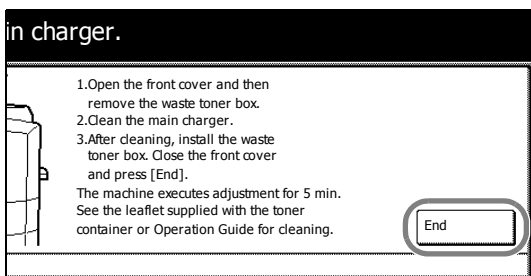 in charger.
1.Open the front cover and then
remove the waste toner box.
2.Clean the main charger.
3.After cleaning, install the waste
toner box. Close the front cover
and press [End].
The machine executes adjustment for 5 min.
See the leaflet supplied with the toner
container or Operation Guide for cleaning.
End